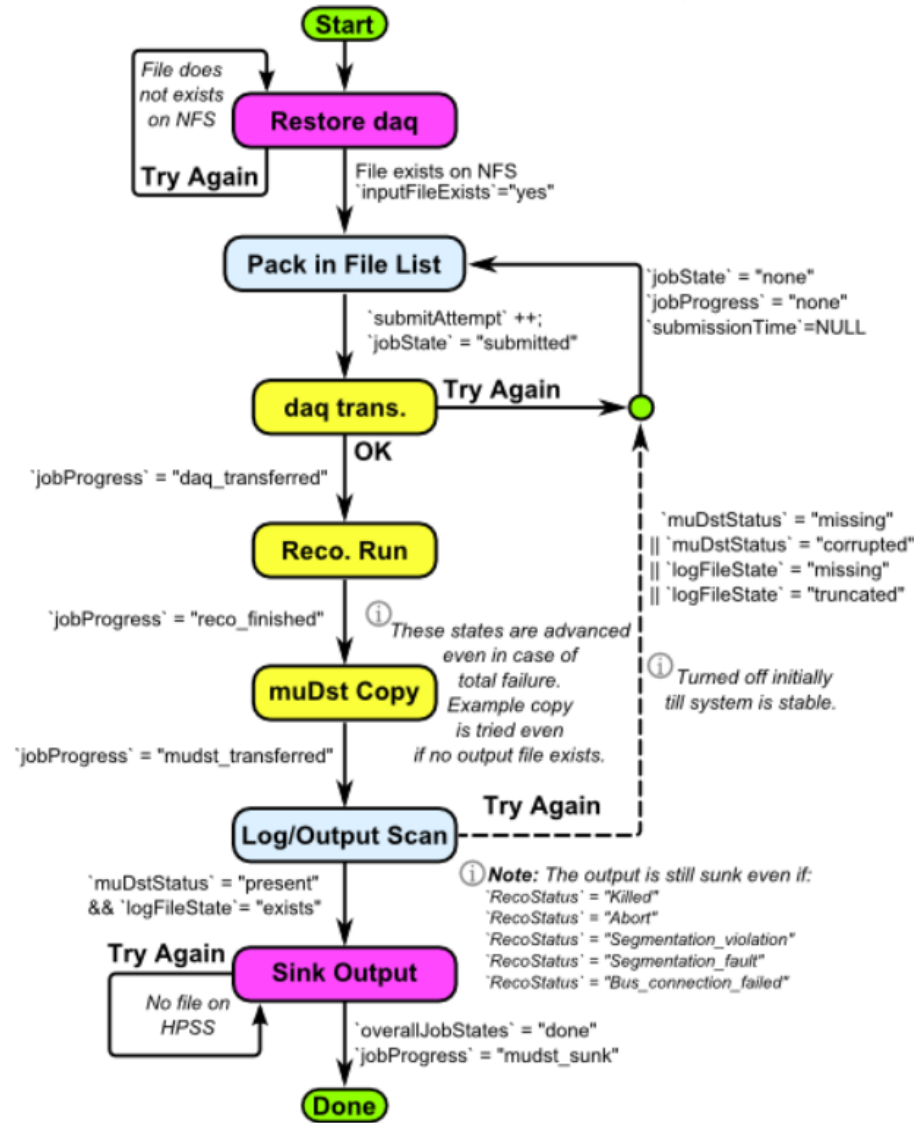 Start
File does
not exists
on NFS
Restore daq
Try Again
File exists on NFS
`inputFileExists`="yes"
Pack in File List
`jobState` = "none"
`jobProgress` = "none"
`submissionTime`=NULL
`submitAttempt` ++;
`jobState` = "submitted"
daq trans.
Try Again
OK
`jobProgress` = "daq_transferred"
`muDstStatus` = "missing"
|| `muDstStatus` = "corrupted"
|| `logFileState` = "missing"
|| `logFileState` = "truncated"
Reco. Run
`jobProgress` = "reco_finished"
i These states are advanced
even in case of
total failure.
Example copy
is tried even
if no output file exists.
i Turned off initially
till system is stable.
muDst Copy
`jobProgress` = "mudst_transferred"
Try Again
Log/Output Scan
`muDstStatus` = "present"
&& `logFileState`= "exists"
i Note: The output is still sunk even if:
`RecoStatus` = "Killed"
`RecoStatus` = "Abort"
`RecoStatus` = "Segmentation_violation"
`RecoStatus` = "Segmentation_fault"
`RecoStatus` = "Bus_connection_failed"
Try Again
Sink Output
No file on
HPSS
`overallJobStates` = "done"
`jobProgress` = "mudst_sunk"
Done